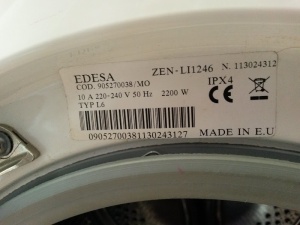 EDESA ZEN-LI1246 N. 113024312
COD. 905270038/MO IPX4
10 A 220-240 V 50 Hz 2200 W CE
TYP L6
09052700381130243127 MADE IN E.U